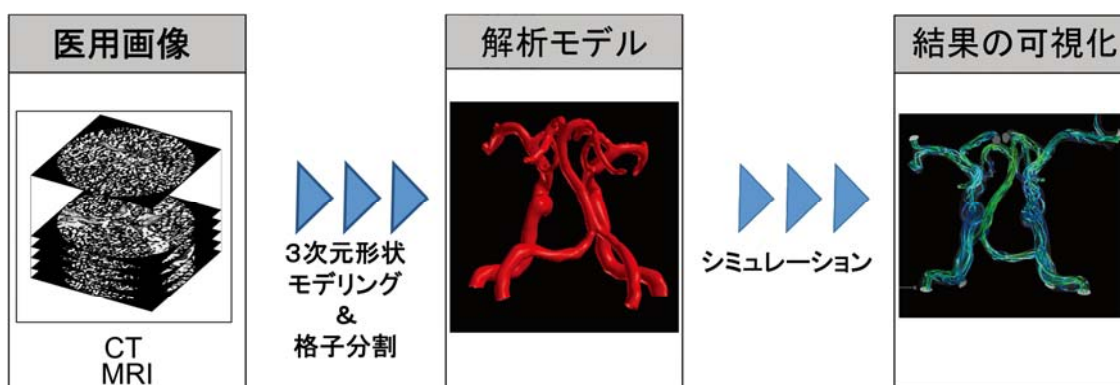 医用画像
CT
MRI
3次元形状
モデリング
&
格子分割
解析モデル
シミュレーション
結果の可視化